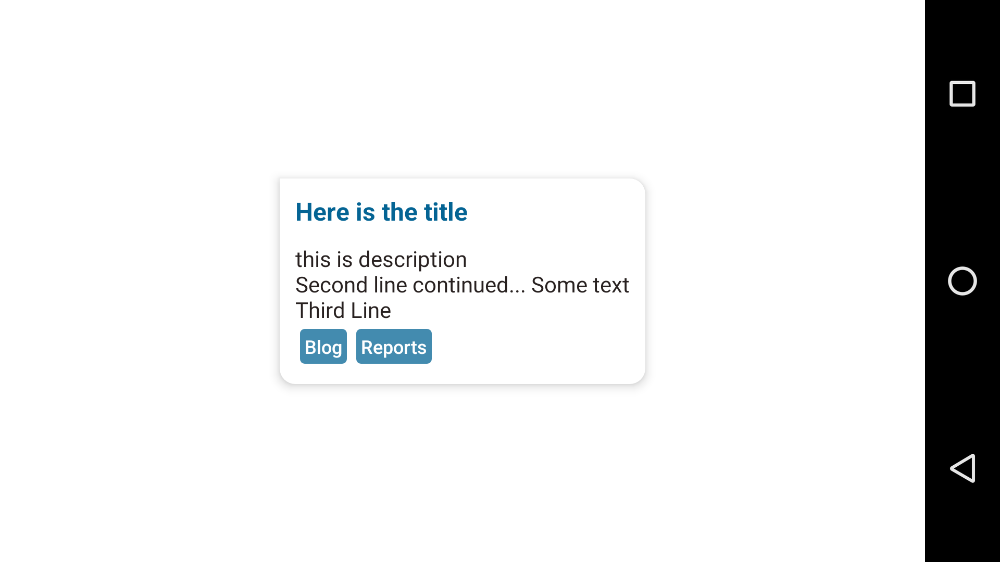 Here is the title
this is description
Second line continued... Some text
Third Line
Blog Reports